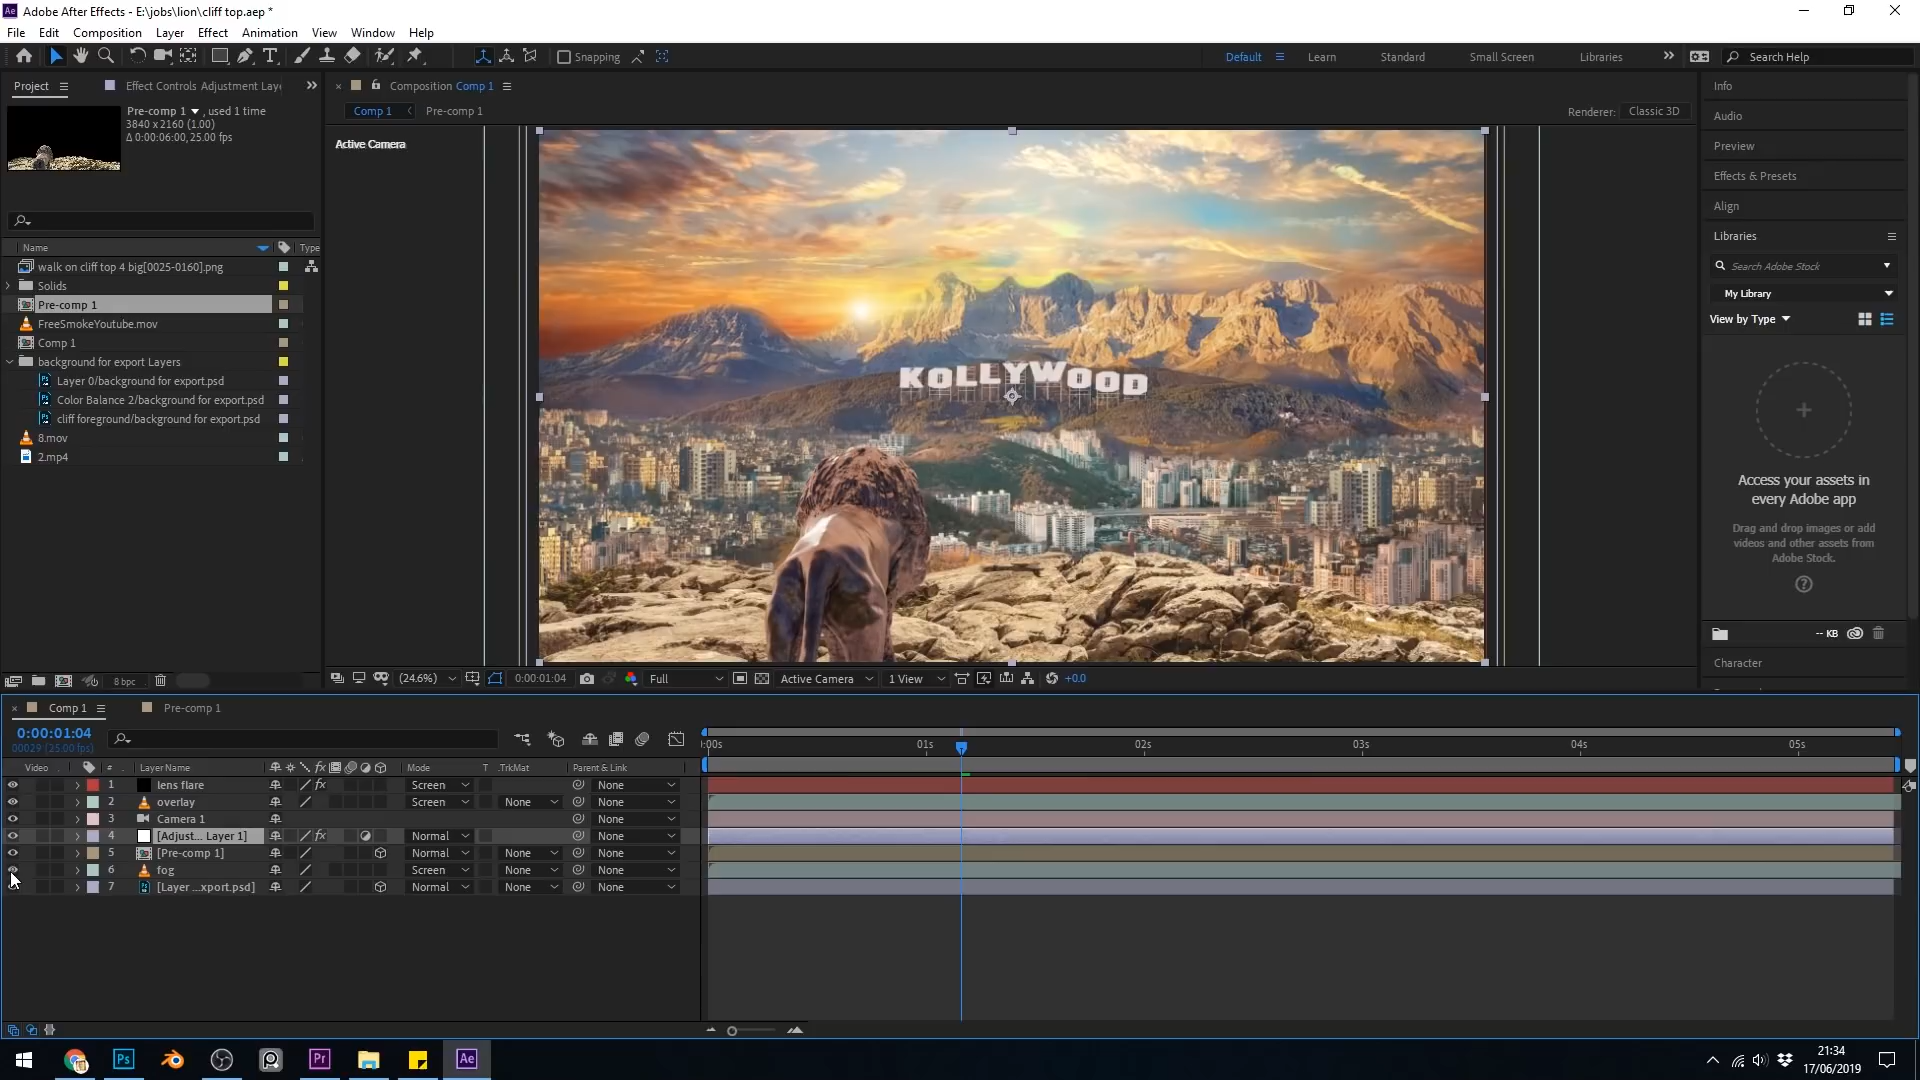 Adobe After Effects - E:\jobs\lion\cliff top.aep *
File Edit Composition Layer Effect Animation View Window Help
Snapping
Default Learn Standard Small Screen Libraries Search Help
Project Effect Controls Adjustment Laye
Pre-comp 1 , used 1 time
3840 x 2160 (1.00)
Δ 0:00:06:00, 25.00 fps
Name Type
walk on cliff top 4 big[0025-0160].png
Solids
Pre-comp 1
FreeSmokeYoutube.mov
Comp 1
background for export Layers
Layer 0/background for export.psd
Color Balance 2/background for export.psd
cliff foreground/background for export.psd
8.mov
2.mp4
8 bpc
Composition Comp 1
Comp 1 Pre-comp 1
Renderer: Classic 3D
Active Camera
KOLLYWOOD
(24.6%) 0:00:01:04 Full Active Camera 1 View +0.0
Info
Audio
Preview
Effects & Presets
Align
Libraries
Search Adobe Stock
My Library
View by Type
Access your assets in
every Adobe app
Drag and drop images or add
videos and other assets from
Adobe Stock.
-- KB
Character
Comp 1 Pre-comp 1
0:00:01:04
00029 (25.00 fps)
:00s 01s 02s 03s 04s 05s
Video # Layer Name fx Mode T .TrkMat Parent & Link
1 lens flare fx Screen None
2 overlay Screen None None
3 Camera 1 None
4 [Adjust... Layer 1] fx Normal None
5 [Pre-comp 1] Normal None None
6 fog Screen None None
7 [Layer ...xport.psd] Normal None None
Ps Pr Ae
21:34
17/06/2019